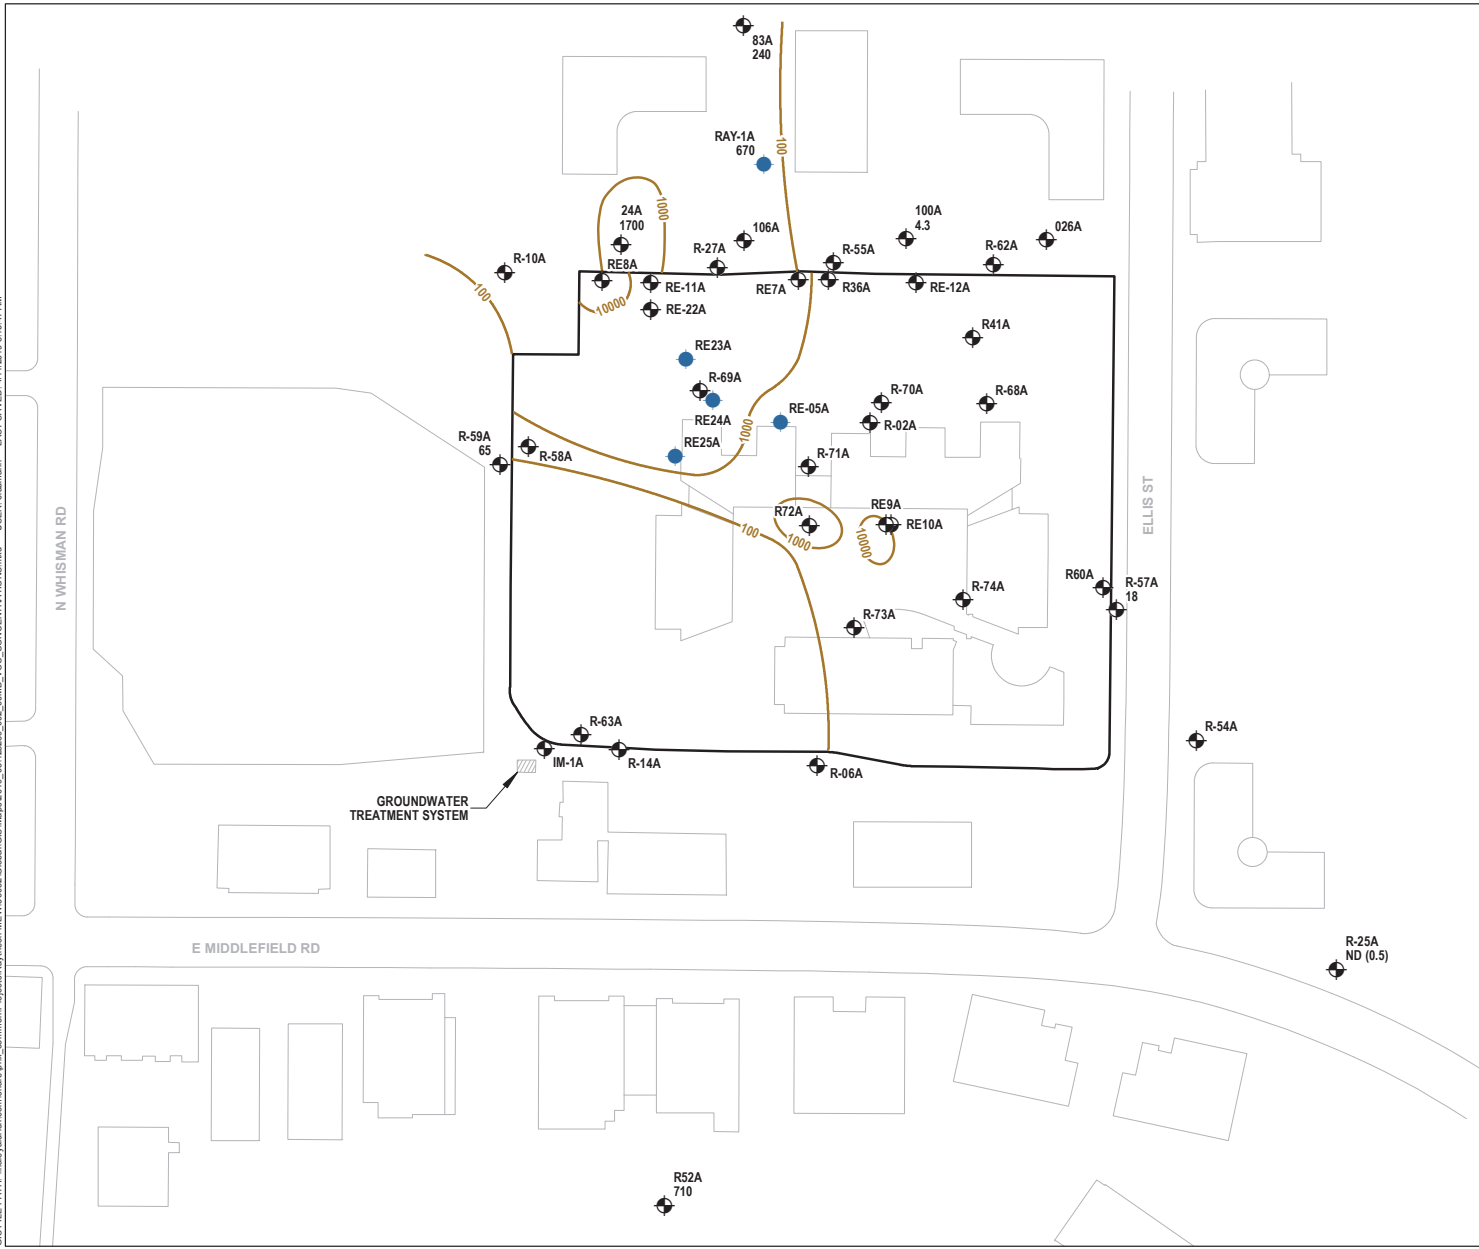 83A
240
RAY-1A
670
100
24A
1700
1000
106A
100A
4.3
026A
R-10A
R-27A
R-55A
R-62A
RE8A
RE-11A
RE7A
R36A
RE-12A
100
10000
RE-22A
R41A
RE23A
R-69A
R-70A
R-68A
RE24A
RE-05A
R-02A
1000
R-59A
65
R-58A
RE25A
R-71A
ELLIS ST
R72A
1000
RE9A
RE10A
10000
100
N WHISMAN RD
R60A
R-57A
18
R-74A
R-73A
R-63A
R-54A
IM-1A
R-14A
R-06A
GROUNDWATER
TREATMENT SYSTEM
E MIDDLEFIELD RD
R-25A
ND (0.5)
R52A
710